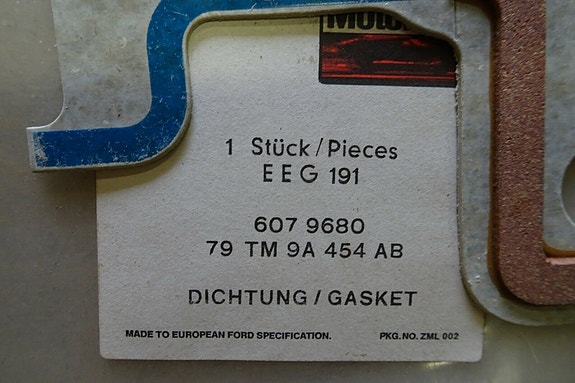 1 Stück/Pieces
EEG 191
607 9680
79 TM 9A 454 AB
DICHTUNG / GASKET
MADE TO EUROPEAN FORD SPECIFICATION. PKG. NO. ZML 002